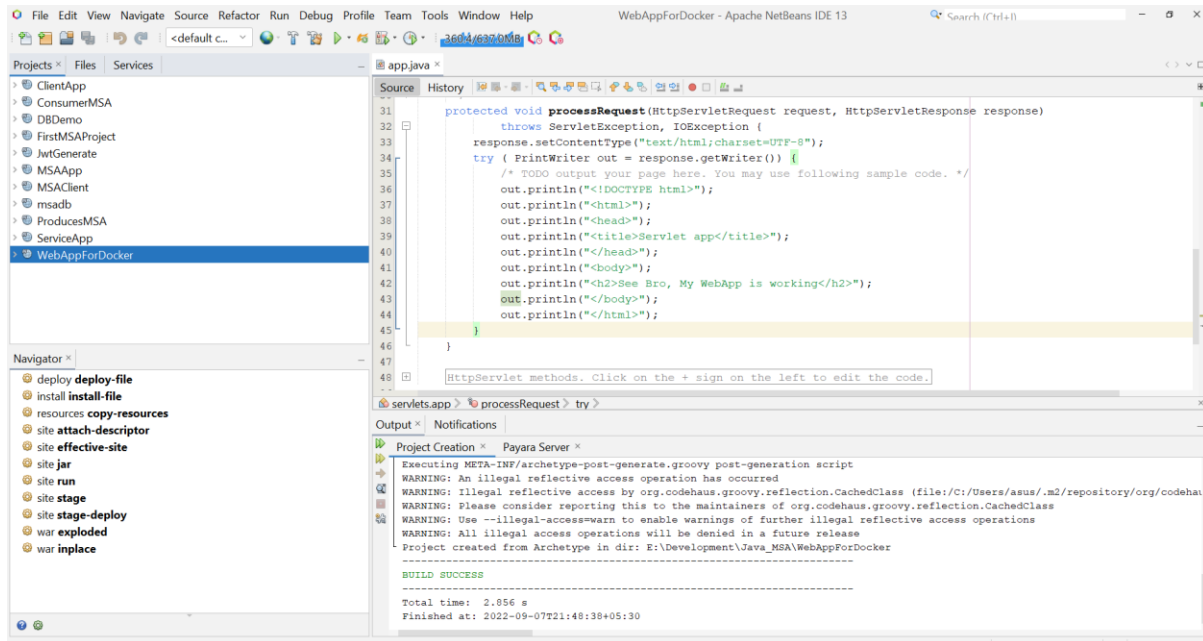 File Edit View Navigate Source Refactor Run Debug Profile Team Tools Window Help WebAppForDocker - Apache NetBeans IDE 13 Search (Ctrl+I)
<default c... 360.4/637.0MB
Projects Files Services
ClientApp
ConsumerMSA
DBDemo
FirstMSAProject
JwtGenerate
MSAApp
MSAClient
msadb
ProducesMSA
ServiceApp
WebAppForDocker
Navigator
deploy deploy-file
install install-file
resources copy-resources
site attach-descriptor
site effective-site
site jar
site run
site stage
site stage-deploy
war exploded
war inplace
app.java
Source History
31 protected void processRequest(HttpServletRequest request, HttpServletResponse response)
32 throws ServletException, IOException {
33 response.setContentType("text/html;charset=UTF-8");
34 try ( PrintWriter out = response.getWriter()) {
35 /* TODO output your page here. You may use following sample code. */
36 out.println("<!DOCTYPE html>");
37 out.println("<html>");
38 out.println("<head>");
39 out.println("<title>Servlet app</title>");
40 out.println("</head>");
41 out.println("<body>");
42 out.println("<h2>See Bro, My WebApp is working</h2>");
43 out.println("</body>");
44 out.println("</html>");
45 }
46 }
47
48 HttpServlet methods. Click on the + sign on the left to edit the code.
servlets.app processRequest try
Output Notifications
Project Creation Payara Server
Executing META-INF/archetype-post-generate.groovy post-generation script
WARNING: An illegal reflective access operation has occurred
WARNING: Illegal reflective access by org.codehaus.groovy.reflection.CachedClass (file:/C:/Users/asus/.m2/repository/org/codehau
WARNING: Please consider reporting this to the maintainers of org.codehaus.groovy.reflection.CachedClass
WARNING: Use --illegal-access=warn to enable warnings of further illegal reflective access operations
WARNING: All illegal access operations will be denied in a future release
Project created from Archetype in dir: E:\Development\Java_MSA\WebAppForDocker
------------------------------------------------------------------------
BUILD SUCCESS
------------------------------------------------------------------------
Total time: 2.856 s
Finished at: 2022-09-07T21:48:38+05:30